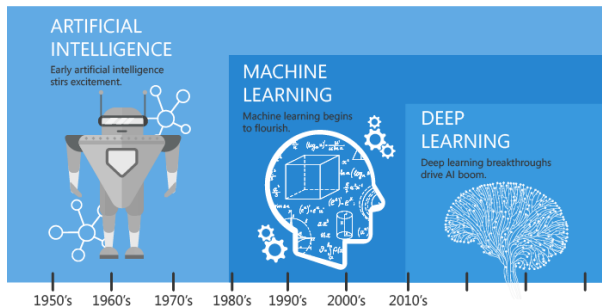 ARTIFICIAL
INTELLIGENCE
Early artificial intelligence
stirs excitement.
MACHINE
LEARNING
Machine learning begins
to flourish.
DEEP
LEARNING
Deep learning breakthroughs
drive AI boom.
1950's 1960's 1970's 1980's 1990's 2000's 2010's